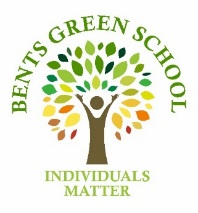 BENTS GREEN SCHOOL
INDIVIDUALS
MATTER